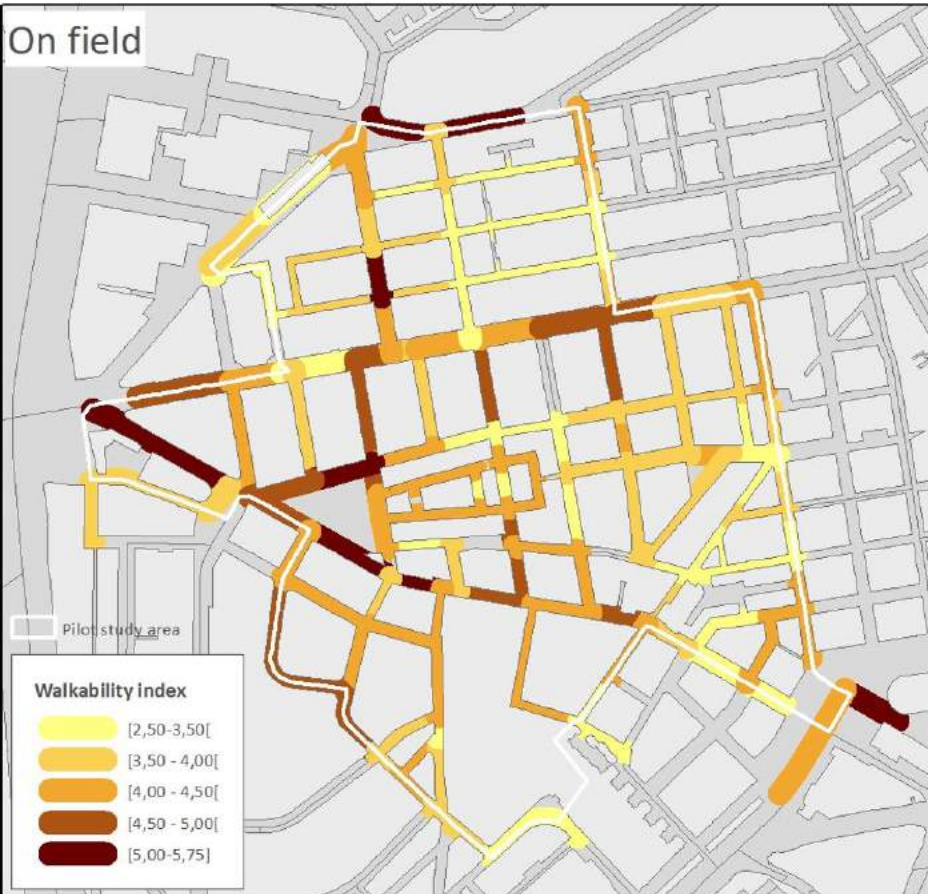 On field
Pilot study area
Walkability index
[2,50-3,50[
[3,50 - 4,00[
[4,00 - 4,50[
[4,50 - 5,00[
[5,00-5,75]